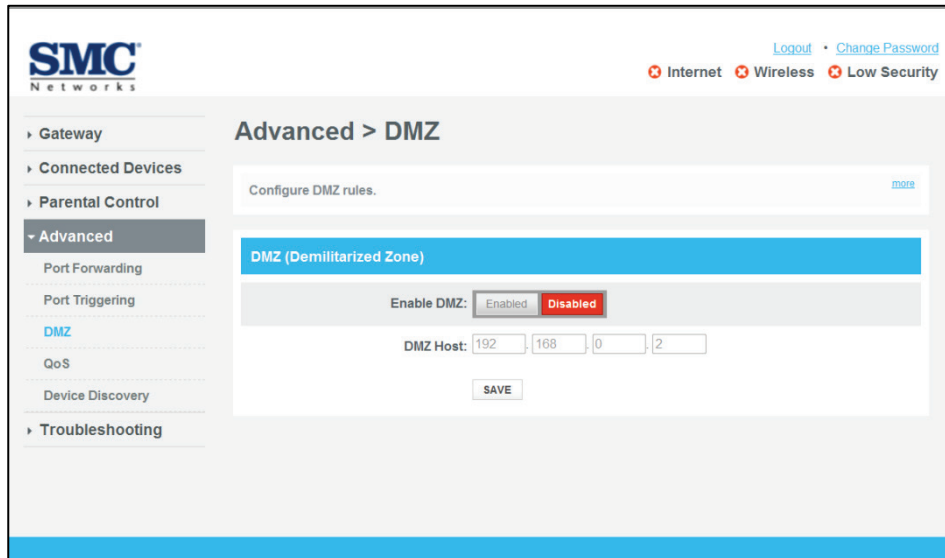 SMC
Networks
Logout • Change Password
Internet Wireless Low Security
Gateway
Connected Devices
Parental Control
Advanced
Port Forwarding
Port Triggering
DMZ
QoS
Device Discovery
Troubleshooting
Advanced > DMZ
Configure DMZ rules. more
DMZ (Demilitarized Zone)
Enable DMZ: Enabled Disabled
DMZ Host: 192 . 168 . 0 . 2
SAVE